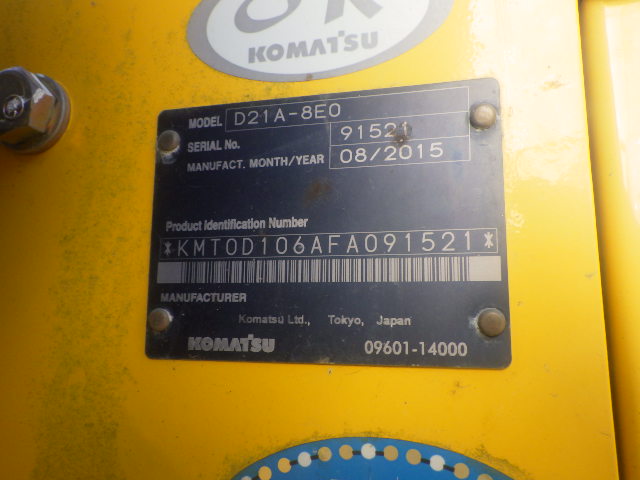 OK
KOMATSU
MODEL D21A-8E0
SERIAL No. 91521
MANUFACT. MONTH/YEAR 08/2015
Product Identification Number
*KMT0D106AFA091521*
MANUFACTURER
Komatsu Ltd., Tokyo, Japan
KOMATSU 09601-14000